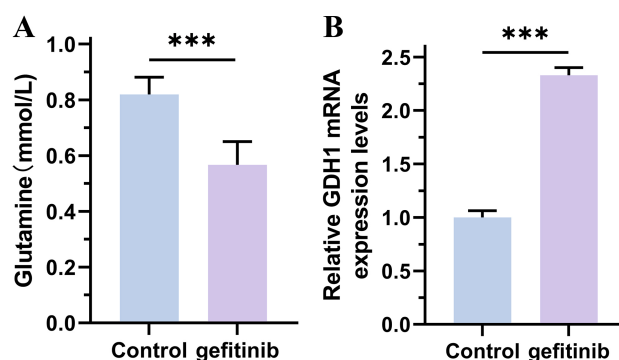 A
Glutamine（mmol/L）
1.0
0.8
0.6
0.4
0.2
0.0
***
Control gefitinib
B
Relative GDH1 mRNA
expression levels
2.5
2.0
1.5
1.0
0.5
0.0
***
Control gefitinib